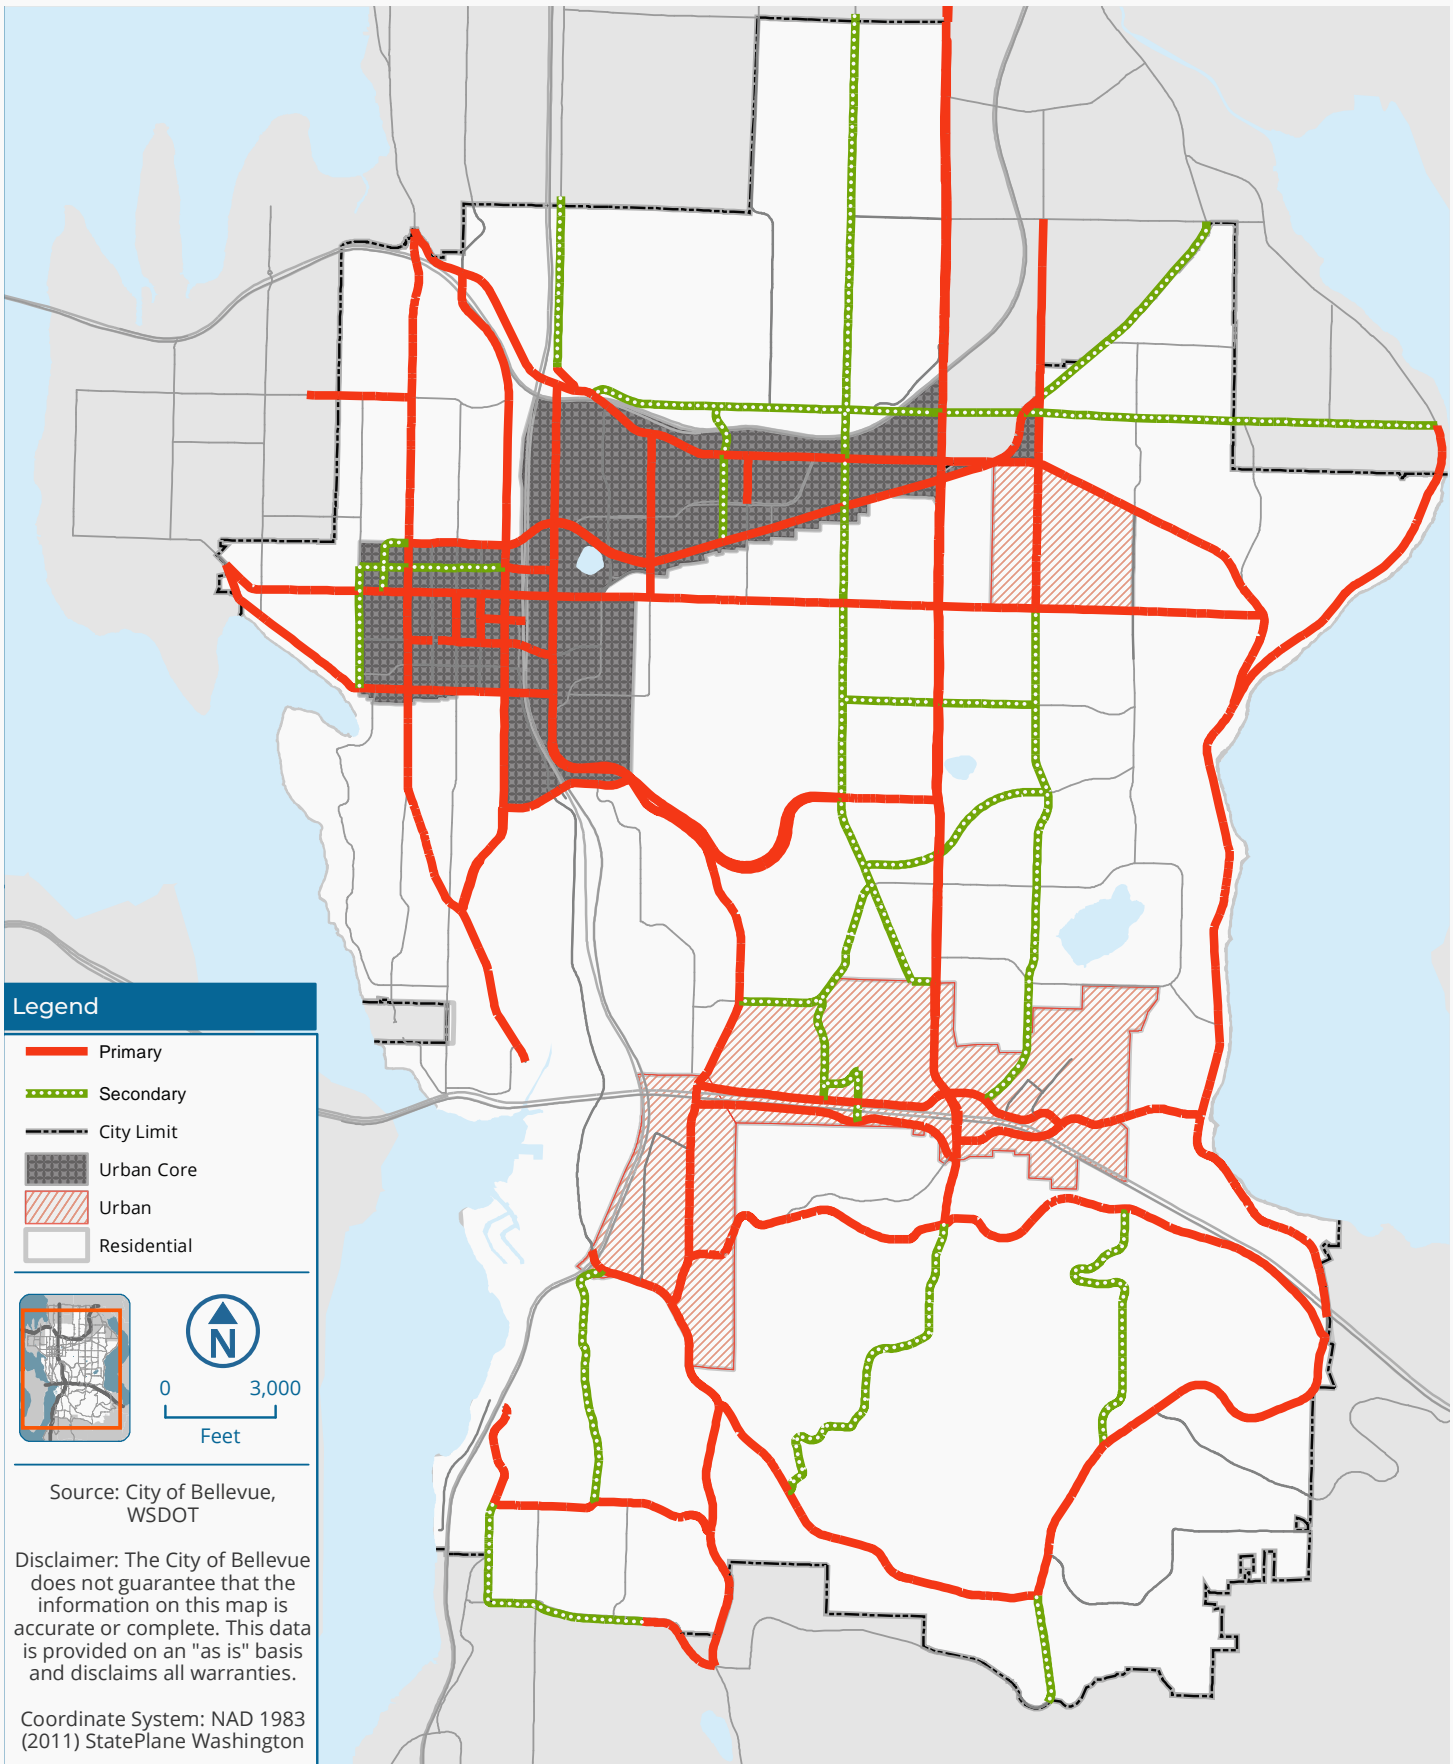 Legend
Primary
Secondary
City Limit
Urban Core
Urban
Residential
N
0 3,000
Feet
Source: City of Bellevue,
WSDOT
Disclaimer: The City of Bellevue
does not guarantee that the
information on this map is
accurate or complete. This data
is provided on an "as is" basis
and disclaims all warranties.
Coordinate System: NAD 1983
(2011) StatePlane Washington